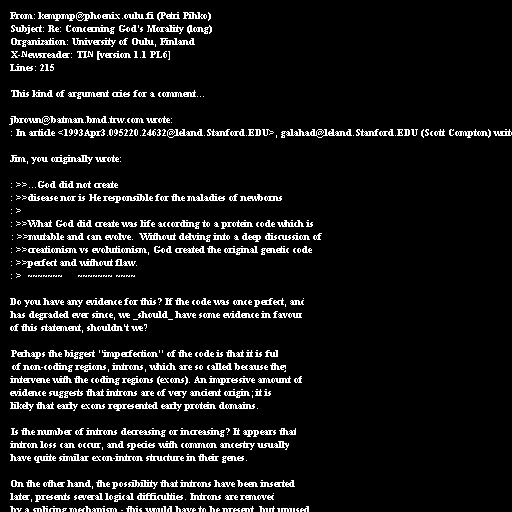 From: kempmp@phoenix.oulu.fi (Petri Pihko)
Subject: Re: Concerning God's Morality (long)
Organization: University of Oulu, Finland
X-Newsreader: TIN [version 1.1 PL6]
Lines: 215

This kind of argument cries for a comment...

jbrown@batman.bmd.trw.com wrote:
: In article <1993Apr3.095220.24632@leland.Stanford.EDU>, galahad@leland.Stanford.EDU (Scott Compton) writ

Jim, you originally wrote:

: >>...God did not create
: >>disease nor is He responsible for the maladies of newborns
: >
: >>What God did create was life according to a protein code which is
: >>mutable and can evolve. Without delving into a deep discussion of
: >>creationism vs evolutionism, God created the original genetic code
: >>perfect and without flaw.
: > ~~~~~~~ ~~~~~~~ ~~~~

Do you have any evidence for this? If the code was once perfect, and
has degraded ever since, we _should_ have some evidence in favour
of this statement, shouldn't we?

Perhaps the biggest "imperfection" of the code is that it is ful
of non-coding regions, introns, which are so called because they
intervene with the coding regions (exons). An impressive amount of
evidence suggests that introns are of very ancient origin; it is
likely that early exons represented early protein domains.

Is the number of introns decreasing or increasing? It appears that
intron loss can occur, and species with common ancestry usually
have quite similar exon-intron structure in their genes.

On the other hand, the possibility that introns have been inserted
later, presents several logical difficulties. Introns are removed
by a splicing mechanism - this would have to be present, but unused